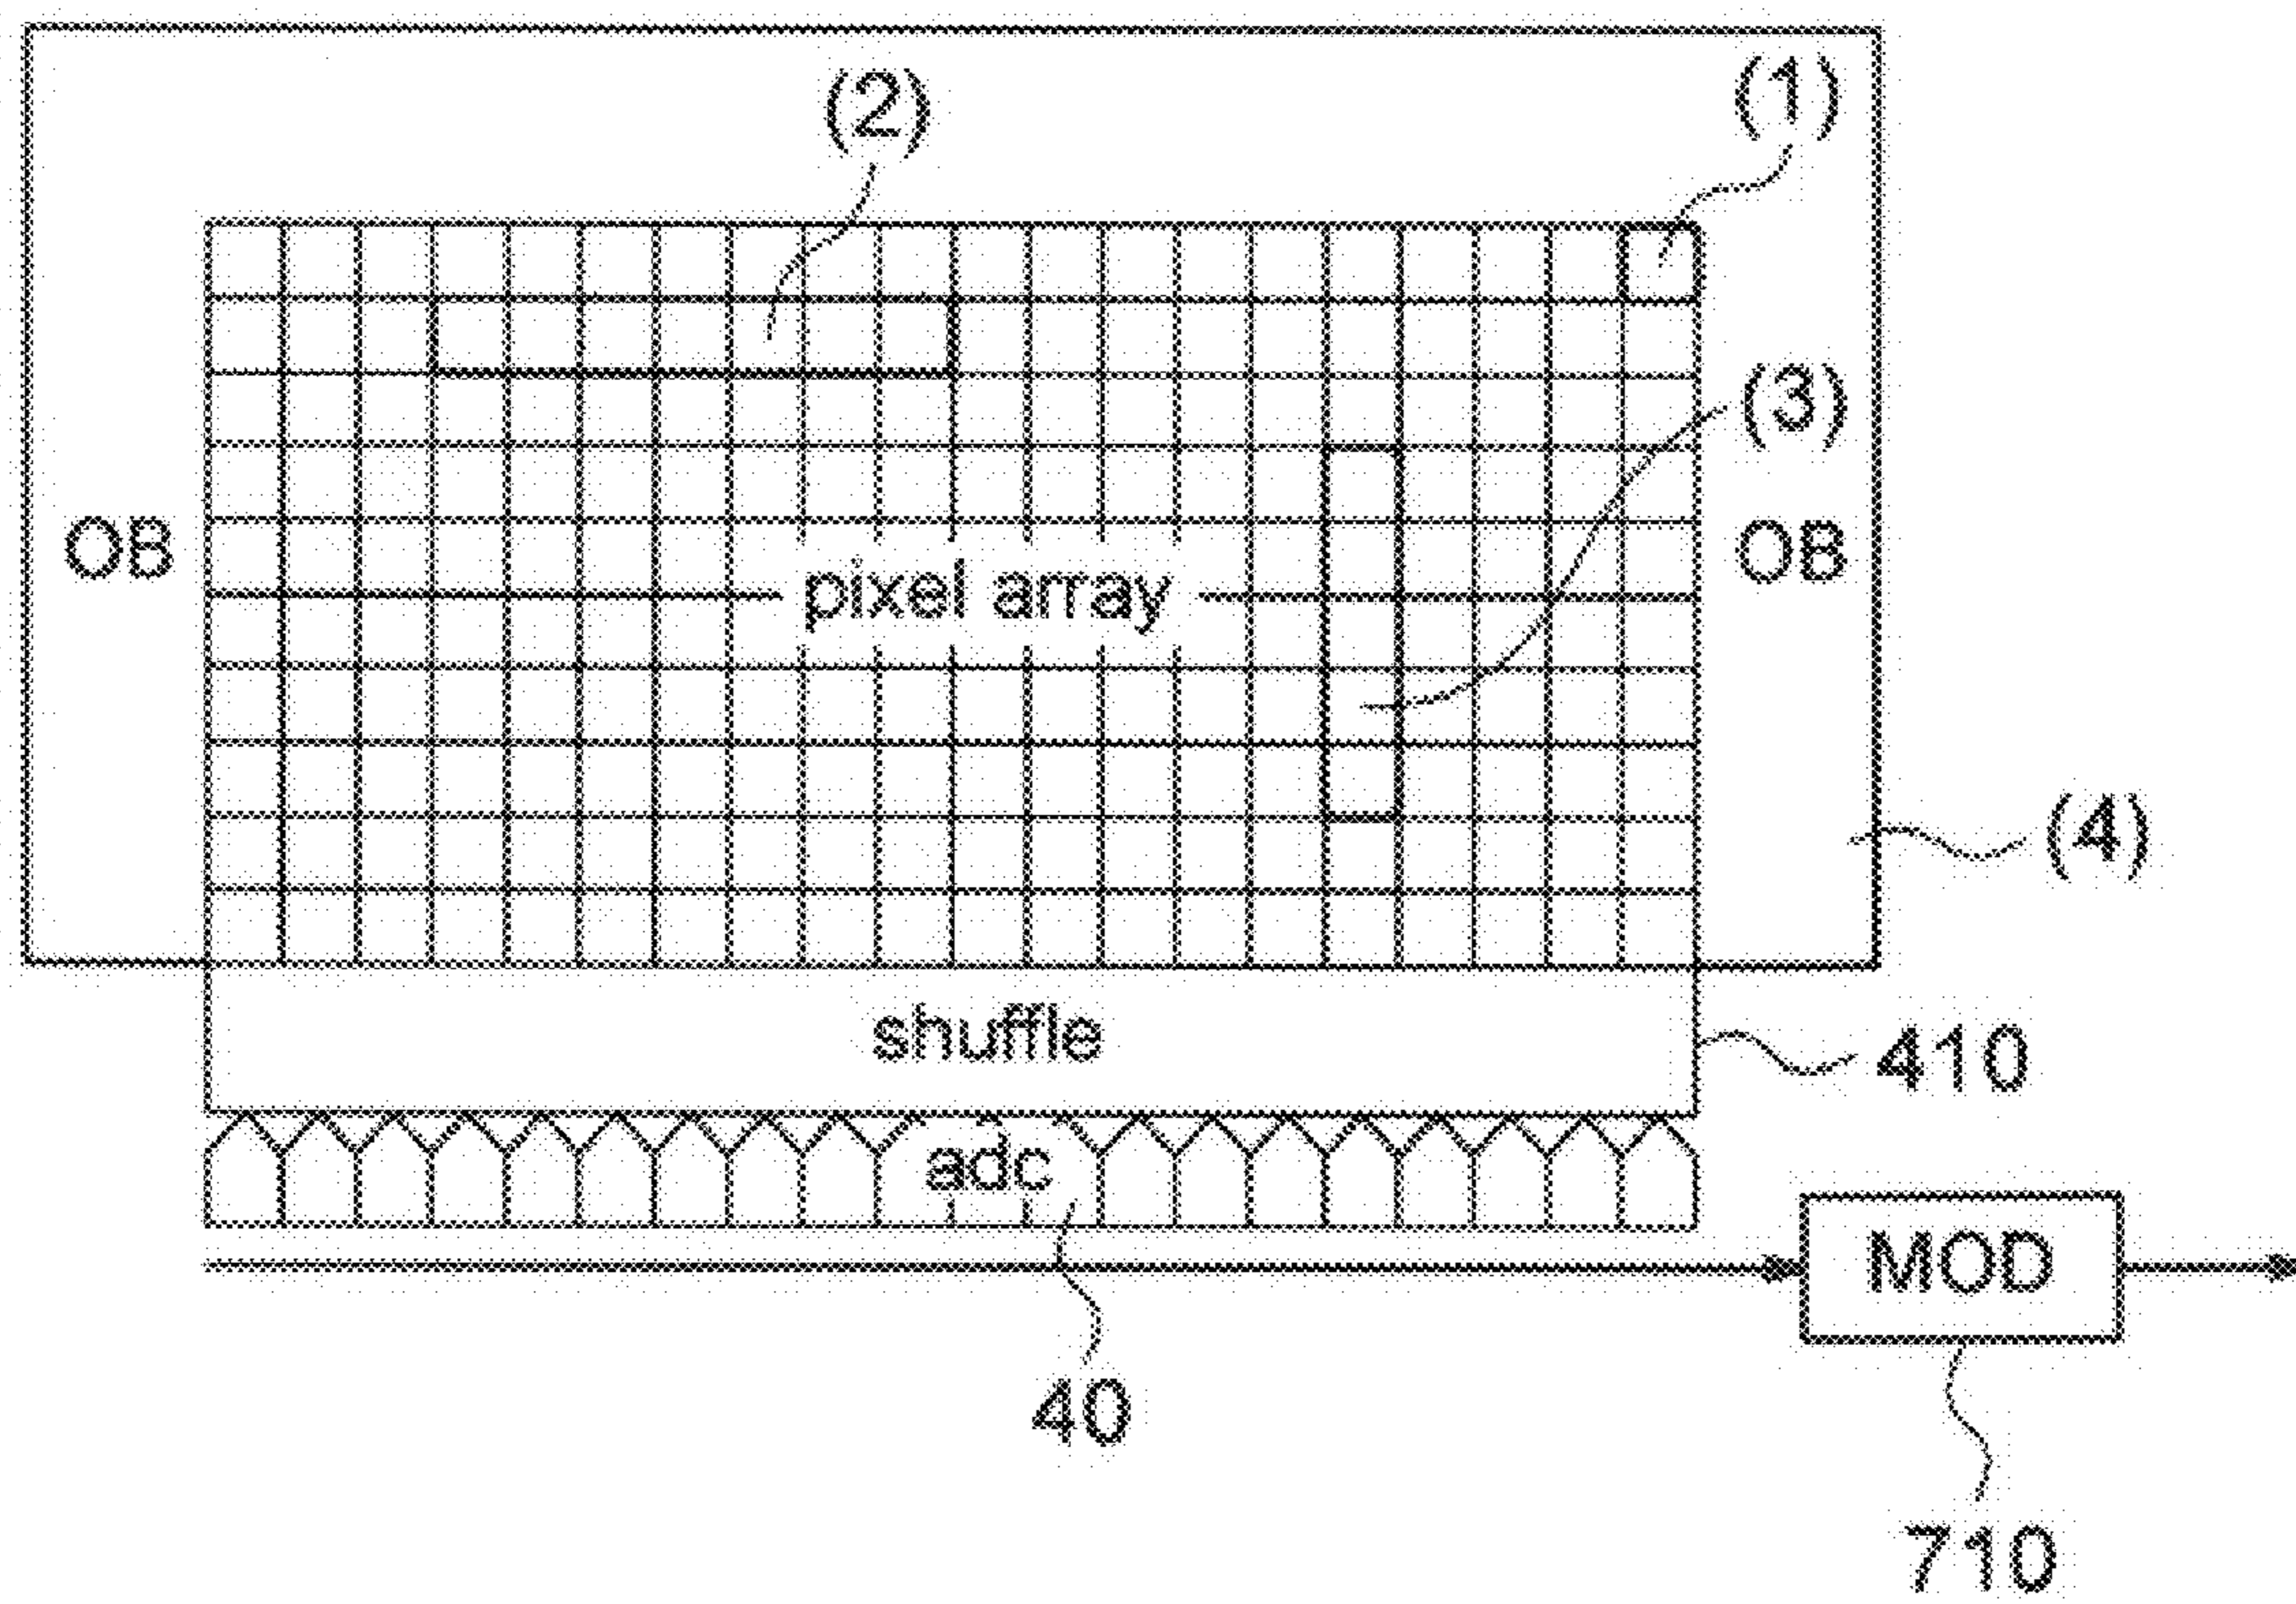 (2)
(1)
(3)
OB
pixel array
OB
(4)
shuffle
410
adc
MOD
40
710